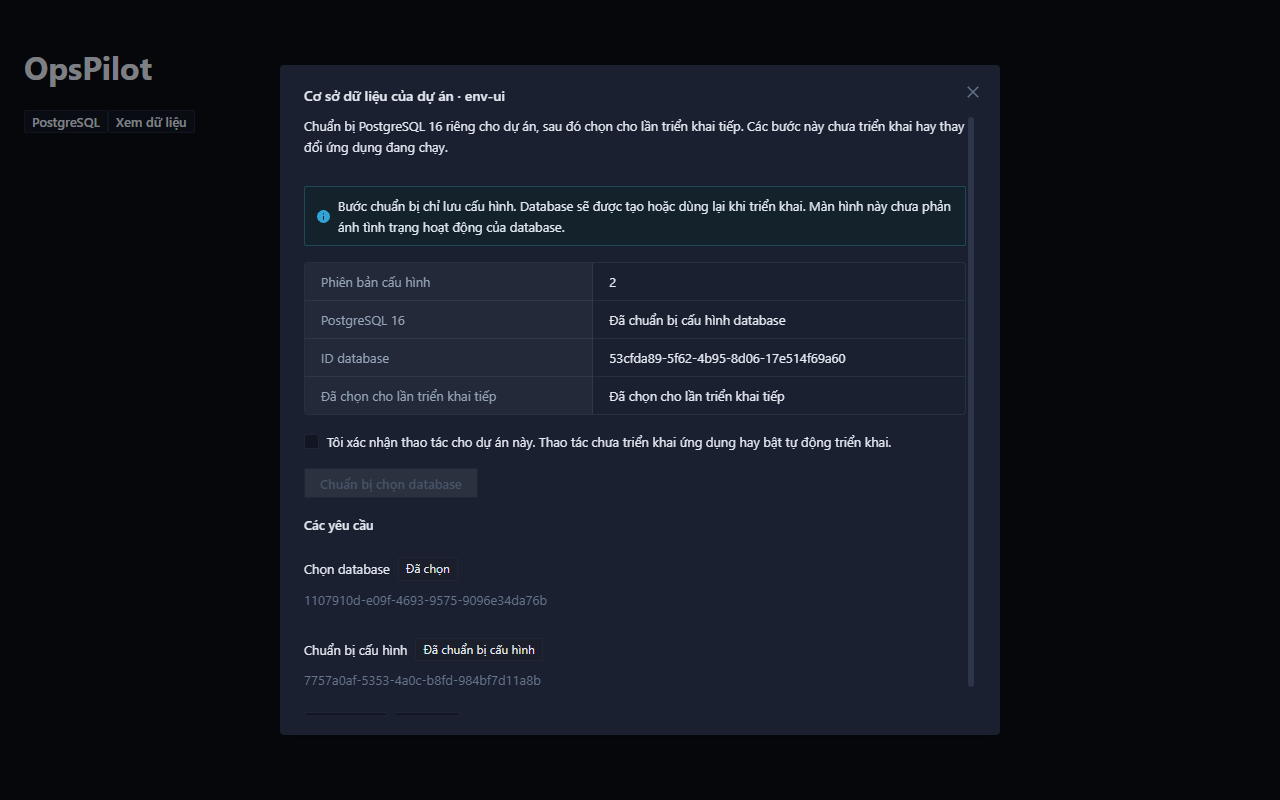 OpsPilot
PostgreSQL
Xem dữ liệu
Cơ sở dữ liệu của dự án · env-ui
Chuẩn bị PostgreSQL 16 riêng cho dự án, sau đó chọn cho lần triển khai tiếp. Các bước này chưa triển khai hay thay
đổi ứng dụng đang chạy.
Bước chuẩn bị chỉ lưu cấu hình. Database sẽ được tạo hoặc dùng lại khi triển khai. Màn hình này chưa phản
ánh tình trạng hoạt động của database.
Phiên bản cấu hình
2
PostgreSQL 16
Đã chuẩn bị cấu hình database
ID database
53cfda89-5f62-4b95-8d06-17e514f69a60
Đã chọn cho lần triển khai tiếp
Đã chọn cho lần triển khai tiếp
Tôi xác nhận thao tác cho dự án này. Thao tác chưa triển khai ứng dụng hay bật tự động triển khai.
Chuẩn bị chọn database
Các yêu cầu
Chọn database
Đã chọn
1107910d-e09f-4693-9575-9096e34da76b
Chuẩn bị cấu hình
Đã chuẩn bị cấu hình
7757a0af-5353-4a0c-b8fd-984bf7d11a8b